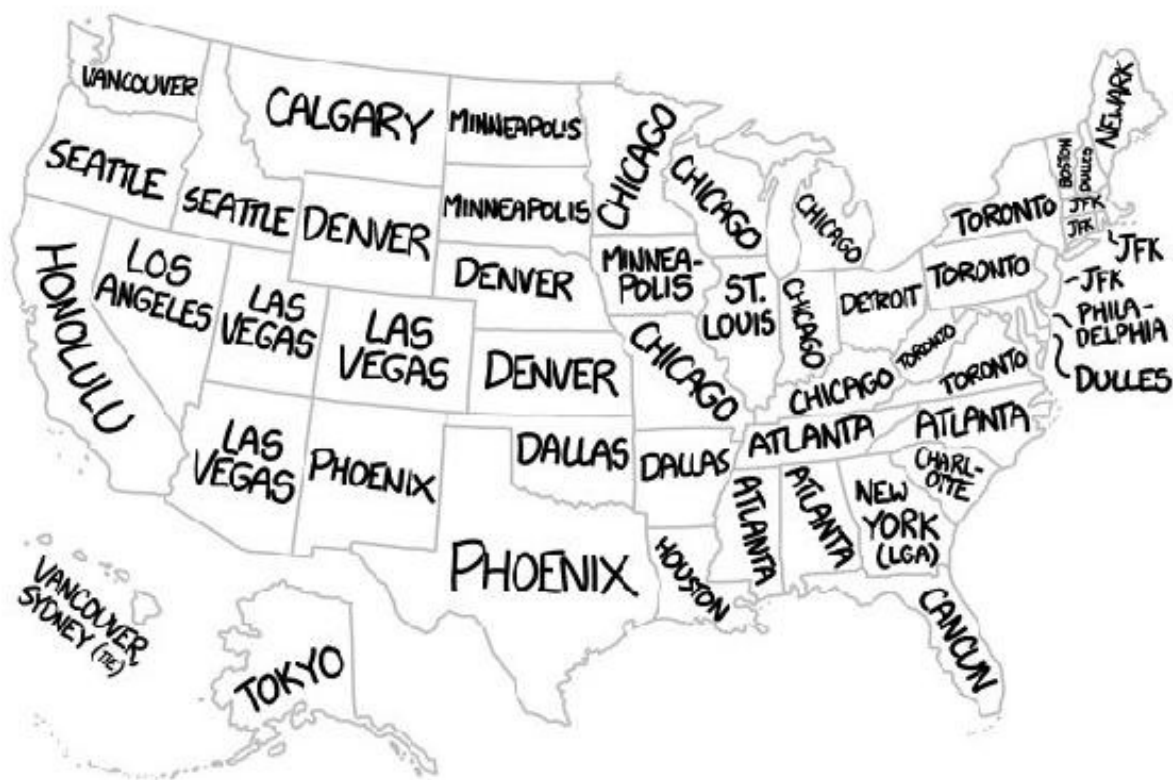 VANCOUVER
CALGARY
MINNEAPOLIS
CHICAGO
NEWARK
SEATTLE
SEATTLE
DENVER
MINNEAPOLIS
CHICAGO
CHICAGO
TORONTO
BOSTON
DULLES
JFK
JFK
JFK
HONOLULU
LOS
ANGELES
LAS
VEGAS
LAS
VEGAS
DENVER
MINNEA-
POLIS
ST.
LOUIS
CHICAGO
DETROIT
TORONTO
JFK
PHILA-
DELPHIA
DULLES
DENVER
CHICAGO
CHICAGO
TORONTO
TORONTO
LAS
VEGAS
PHOENIX
DALLAS
DALLAS
ATLANTA
ATLANTA
CHARL-
OTTE
PHOENIX
HOUSTON
ATLANTA
ATLANTA
NEW
YORK
(LGA)
CANCUN
VANCOUVER,
SYDNEY (TIE)
TOKYO